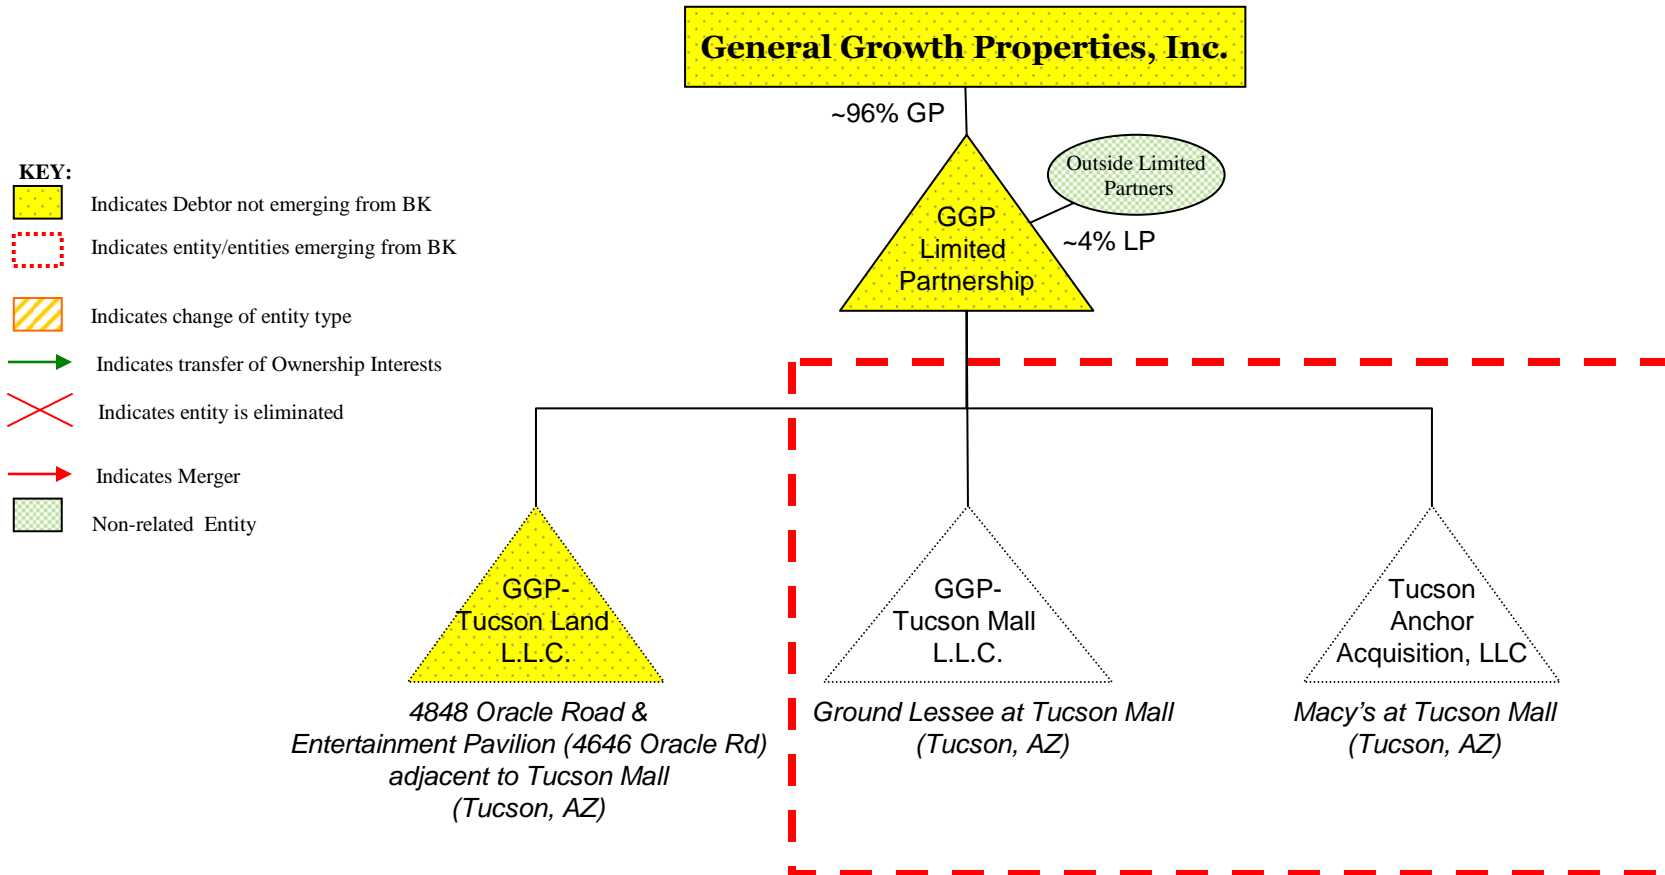 General Growth Properties, Inc.
~96% GP
Outside Limited
Partners
GGP
Limited
Partnership
~4% LP
KEY:
Indicates Debtor not emerging from BK
Indicates entity/entities emerging from BK
Indicates change of entity type
Indicates transfer of Ownership Interests
Indicates entity is eliminated
Indicates Merger
Non-related Entity
GGP-
Tucson Land
L.L.C.
4848 Oracle Road &
Entertainment Pavilion (4646 Oracle Rd)
adjacent to Tucson Mall
(Tucson, AZ)
GGP-
Tucson Mall
L.L.C.
Ground Lessee at Tucson Mall
(Tucson, AZ)
Tucson
Anchor
Acquisition, LLC
Macy's at Tucson Mall
(Tucson, AZ)